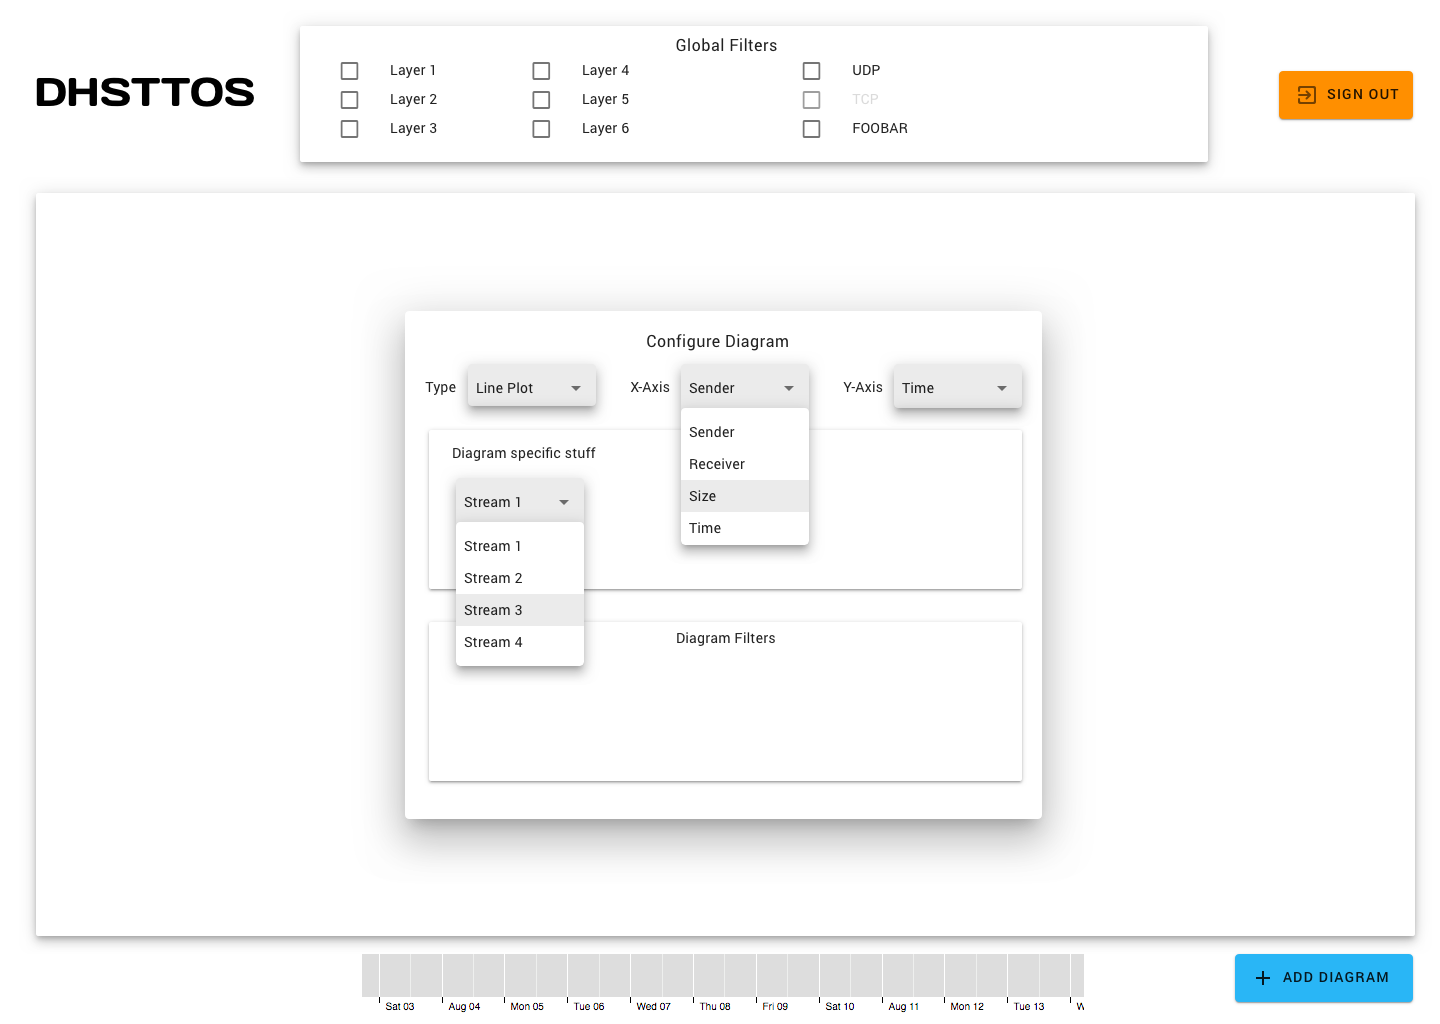 DHSTTOS
Global Filters
Layer 1
Layer 2
Layer 3
Layer 4
Layer 5
Layer 6
UDP
TCP
FOOBAR
SIGN OUT
Configure Diagram
Type Line Plot
X-Axis Sender
Sender
Receiver
Size
Time
Y-Axis Time
Diagram specific stuff
Stream 1
Stream 1
Stream 2
Stream 3
Stream 4
Diagram Filters
Sat 03 Aug 04 Mon 05 Tue 06 Wed 07 Thu 08 Fri 09 Sat 10 Aug 11 Mon 12 Tue 13
ADD DIAGRAM